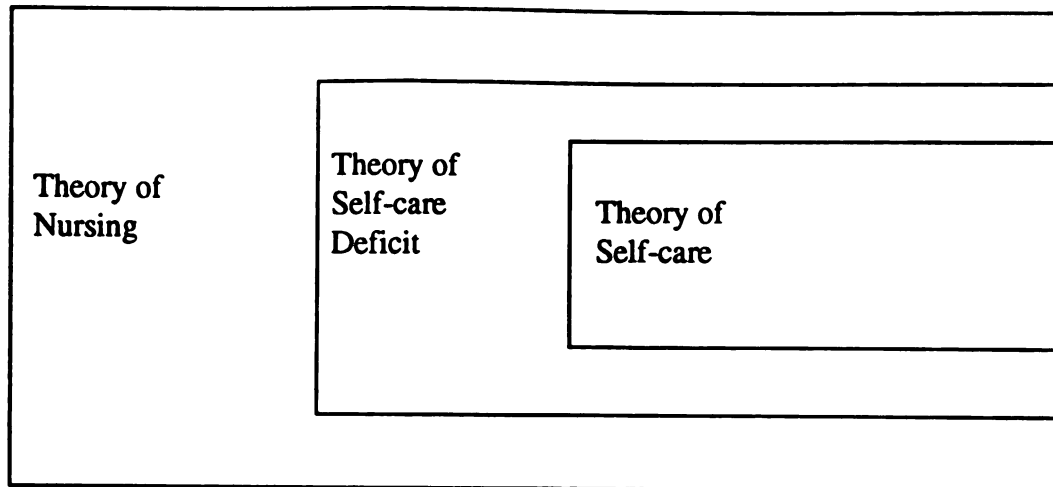 Theory of
Nursing
Theory of
Self-care
Deficit
Theory of
Self-care